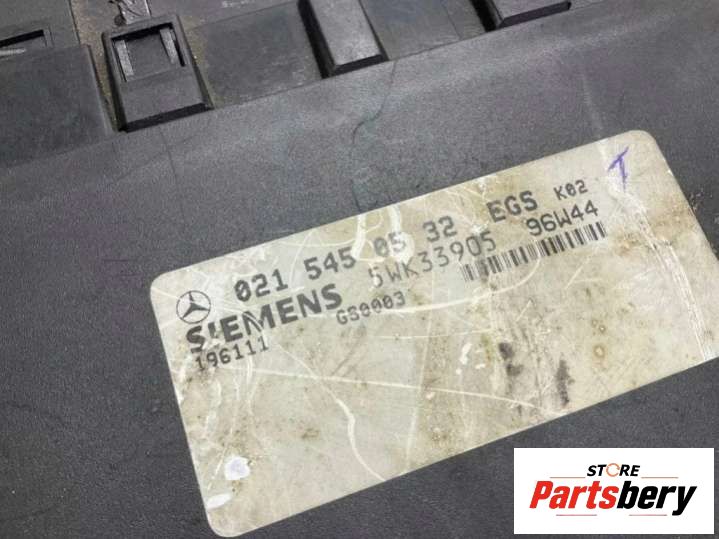 021 545 05 32 EGS K02
SIEMENS 5WK33905 96W44
196111 GS0003
T
STORE
Partsbery